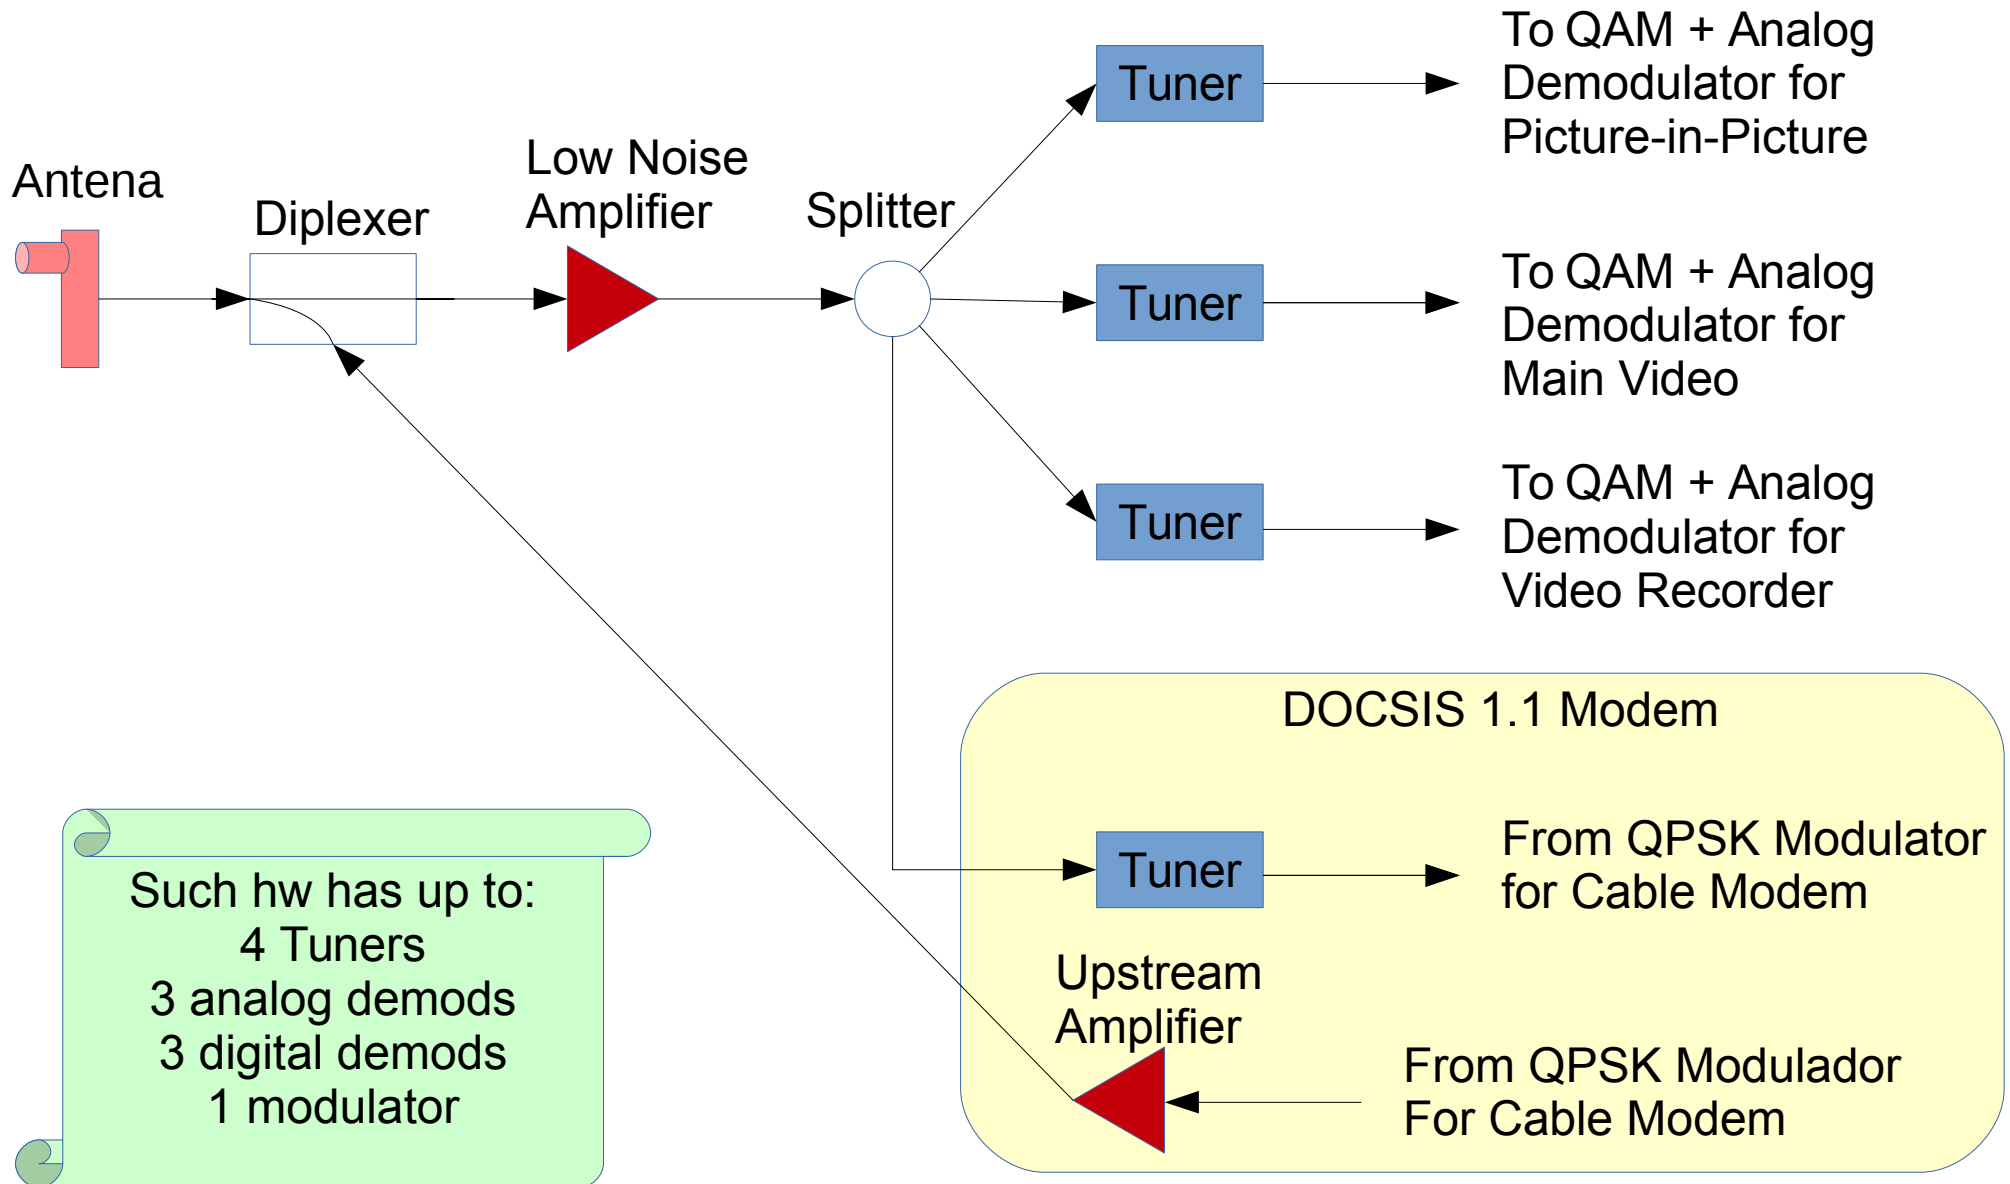 Antena
Diplexer
Low Noise
Amplifier
Splitter
Tuner
To QAM + Analog
Demodulator for
Picture-in-Picture
Tuner
To QAM + Analog
Demodulator for
Main Video
Tuner
To QAM + Analog
Demodulator for
Video Recorder
DOCSIS 1.1 Modem
Tuner
From QPSK Modulator
for Cable Modem
Upstream
Amplifier
From QPSK Modulador
For Cable Modem
Such hw has up to:
4 Tuners
3 analog demods
3 digital demods
1 modulator